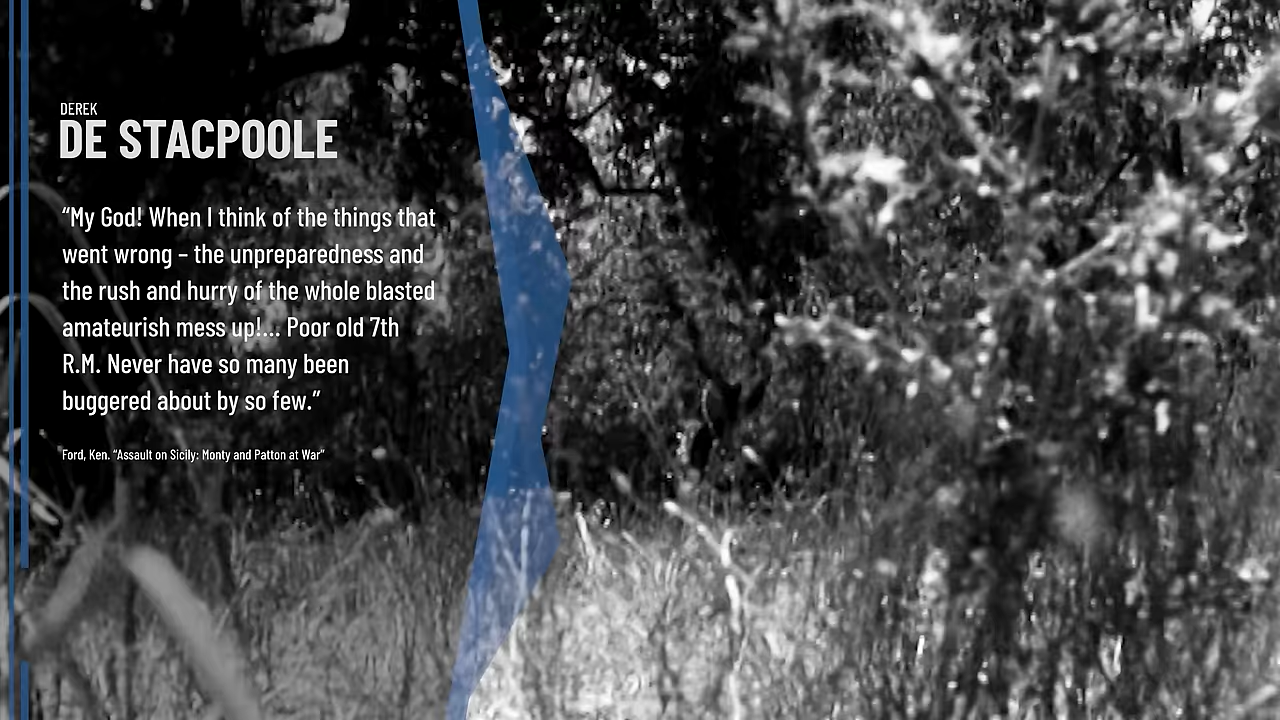 DEREK
DE STACPOOLE
“My God! When I think of the things that
went wrong – the unpreparedness and
the rush and hurry of the whole blasted
amateurish mess up!... Poor old 7th
R.M. Never have so many been
buggered about by so few.”
Ford, Ken. “Assault on Sicily: Monty and Patton at War”